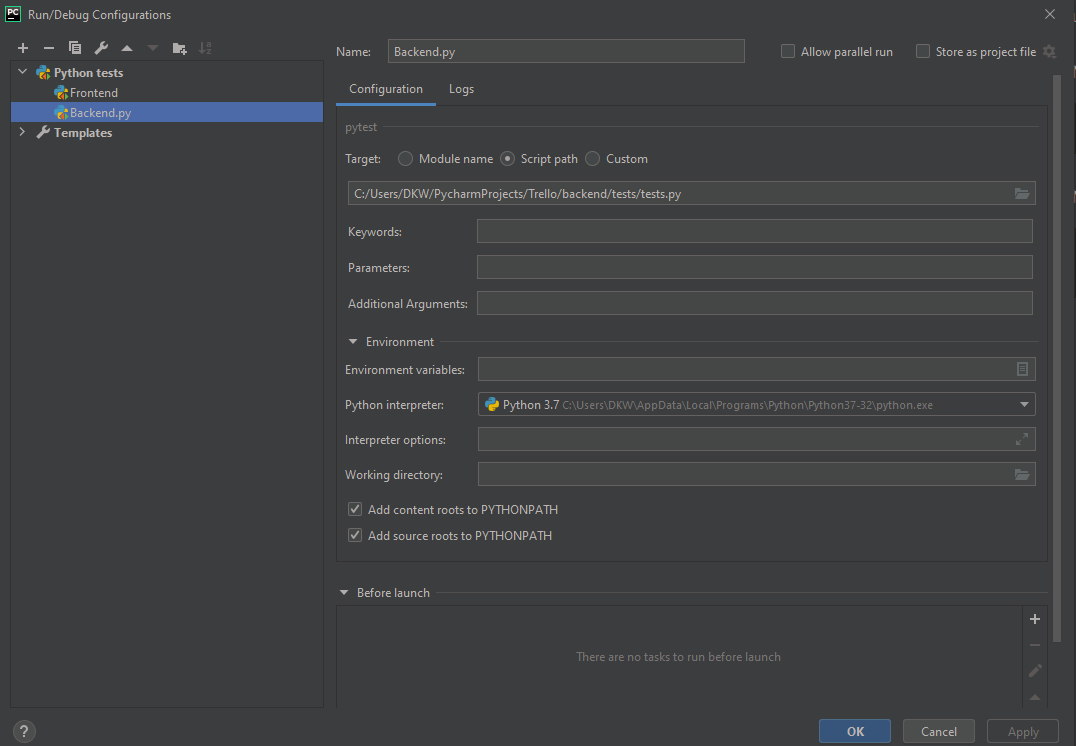 PC Run/Debug Configurations
Name: Backend.py Allow parallel run Store as project file
Python tests
Frontend
Backend.py
Templates
Configuration Logs
pytest
Target: Module name Script path Custom
C:/Users/DKW/PycharmProjects/Trello/backend/tests/tests.py
Keywords:
Parameters:
Additional Arguments:
Environment
Environment variables:
Python interpreter: Python 3.7 C:\Users\DKW\AppData\Local\Programs\Python\Python37-32\python.exe
Interpreter options:
Working directory:
Add content roots to PYTHONPATH
Add source roots to PYTHONPATH
Before launch
There are no tasks to run before launch
? OK Cancel Apply